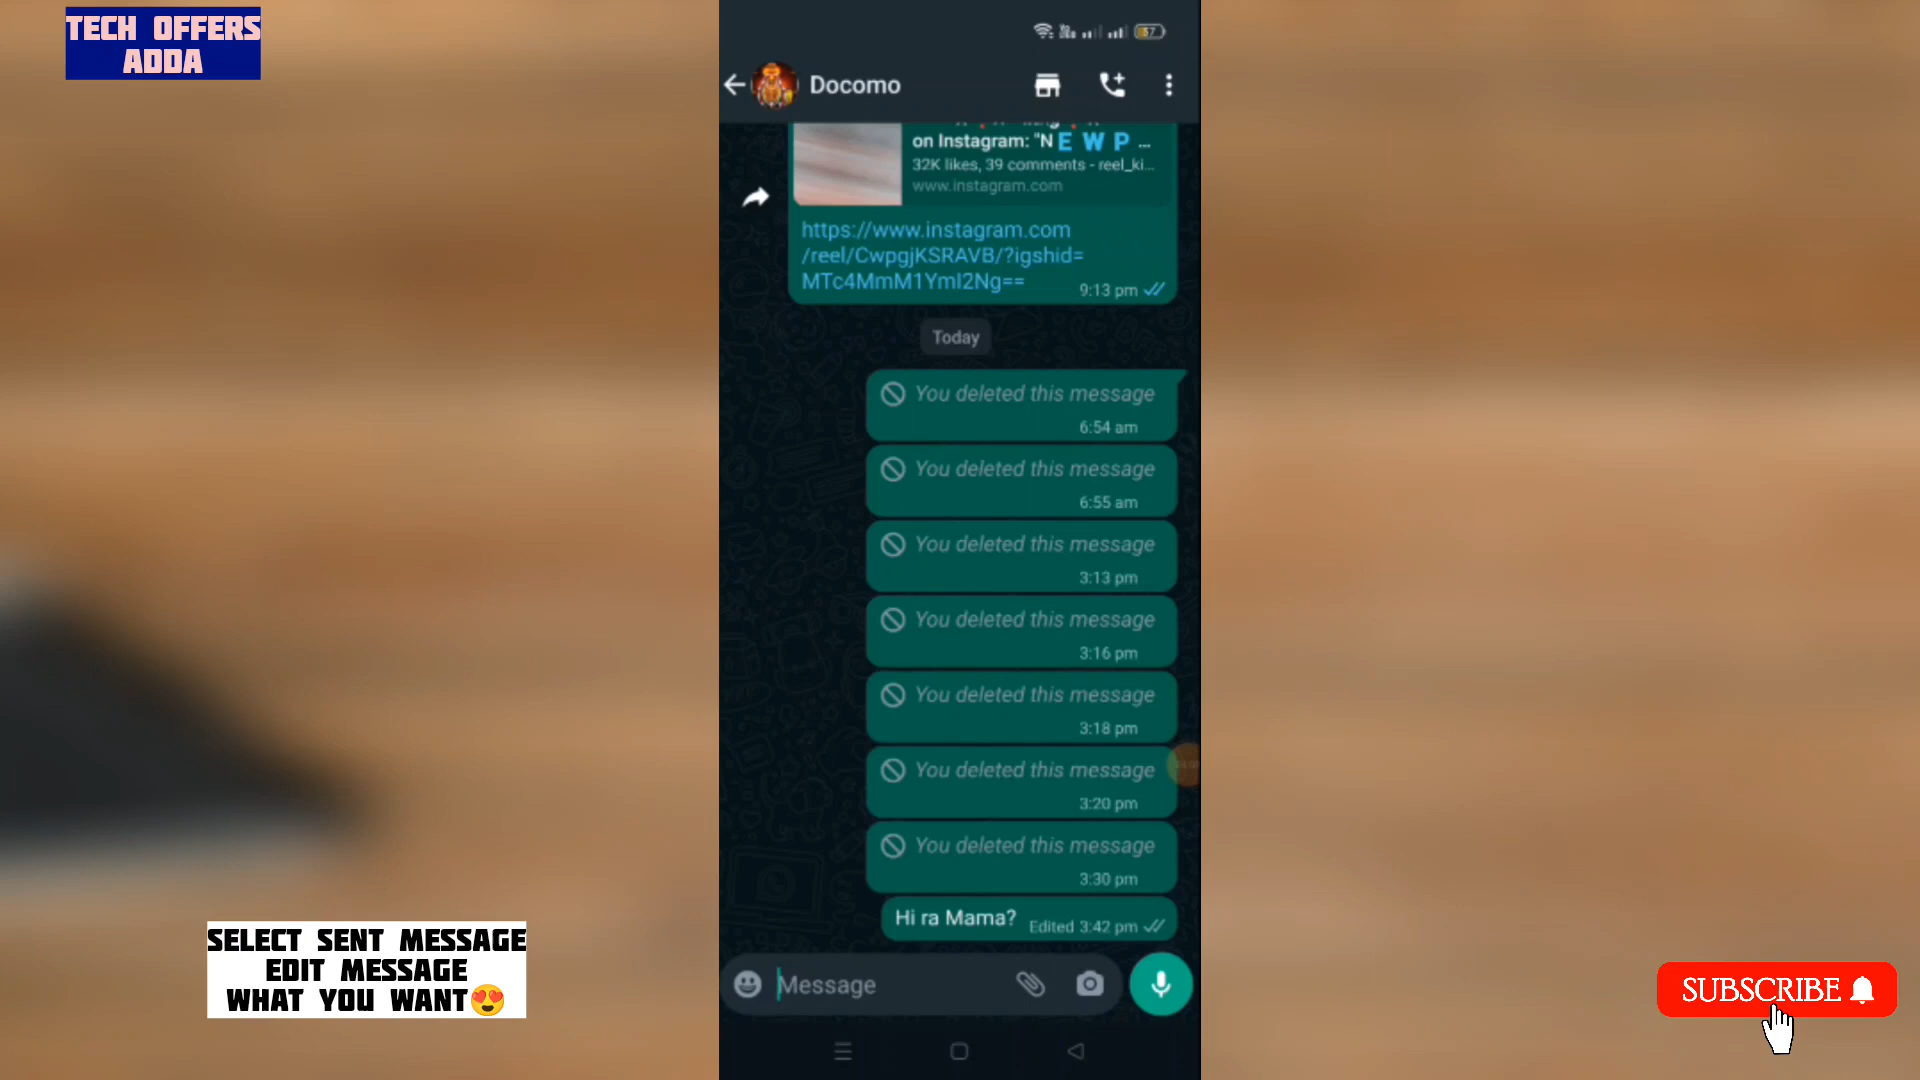 TECH OFFERS
ADDA
57
Docomo
on Instagram: "N E W P ...
32K likes, 39 comments - reel_ki...
www.instagram.com
https://www.instagram.com
/reel/CwpgjKSRAVB/?igshid=
MTc4MmM1YmI2Ng==
9:13 pm
Today
You deleted this message
6:54 am
You deleted this message
6:55 am
You deleted this message
3:13 pm
You deleted this message
3:16 pm
You deleted this message
3:18 pm
You deleted this message
3:20 pm
You deleted this message
3:30 pm
Hi ra Mama?
Edited 3:42 pm
Message
SELECT SENT MESSAGE
EDIT MESSAGE
WHAT YOU WANT😍
SUBSCRIBE